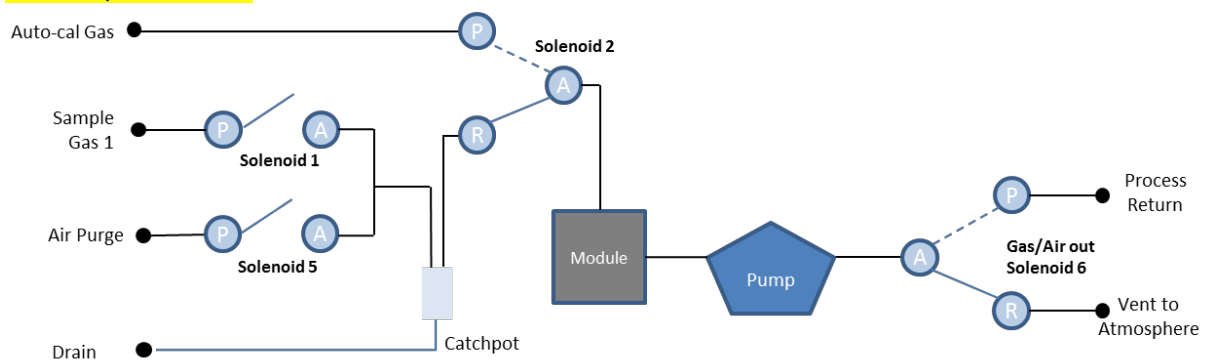 Auto-cal Gas
P
Solenoid 2
A
Sample
Gas 1
P
A
R
Solenoid 1
Air Purge
P
A
Solenoid 5
Module
Pump
P
Process
Return
A
Gas/Air out
Solenoid 6
R
Vent to
Atmosphere
Drain
Catchpot